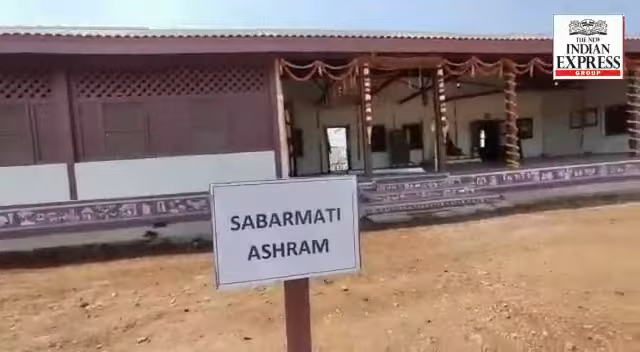 THE NEW
INDIAN
EXPRESS
GROUP
SABARMATI
ASHRAM